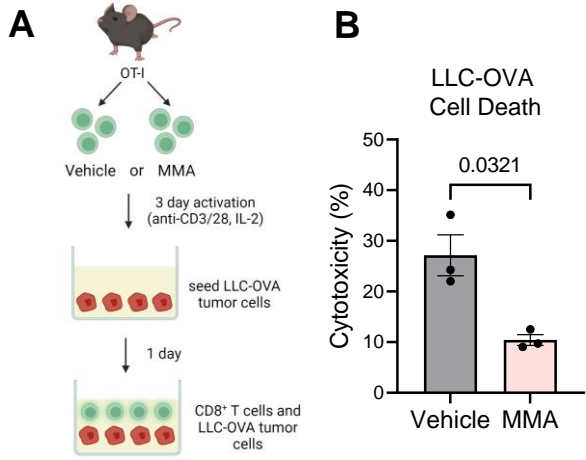 A
OT-I
Vehicle or MMA
3 day activation
(anti-CD3/28, IL-2)
seed LLC-OVA
tumor cells
1 day
CD8⁺ T cells and
LLC-OVA tumor
cells
B
LLC-OVA
Cell Death
0.0321
Cytotoxicity (%)
50
40
30
20
10
0
Vehicle MMA